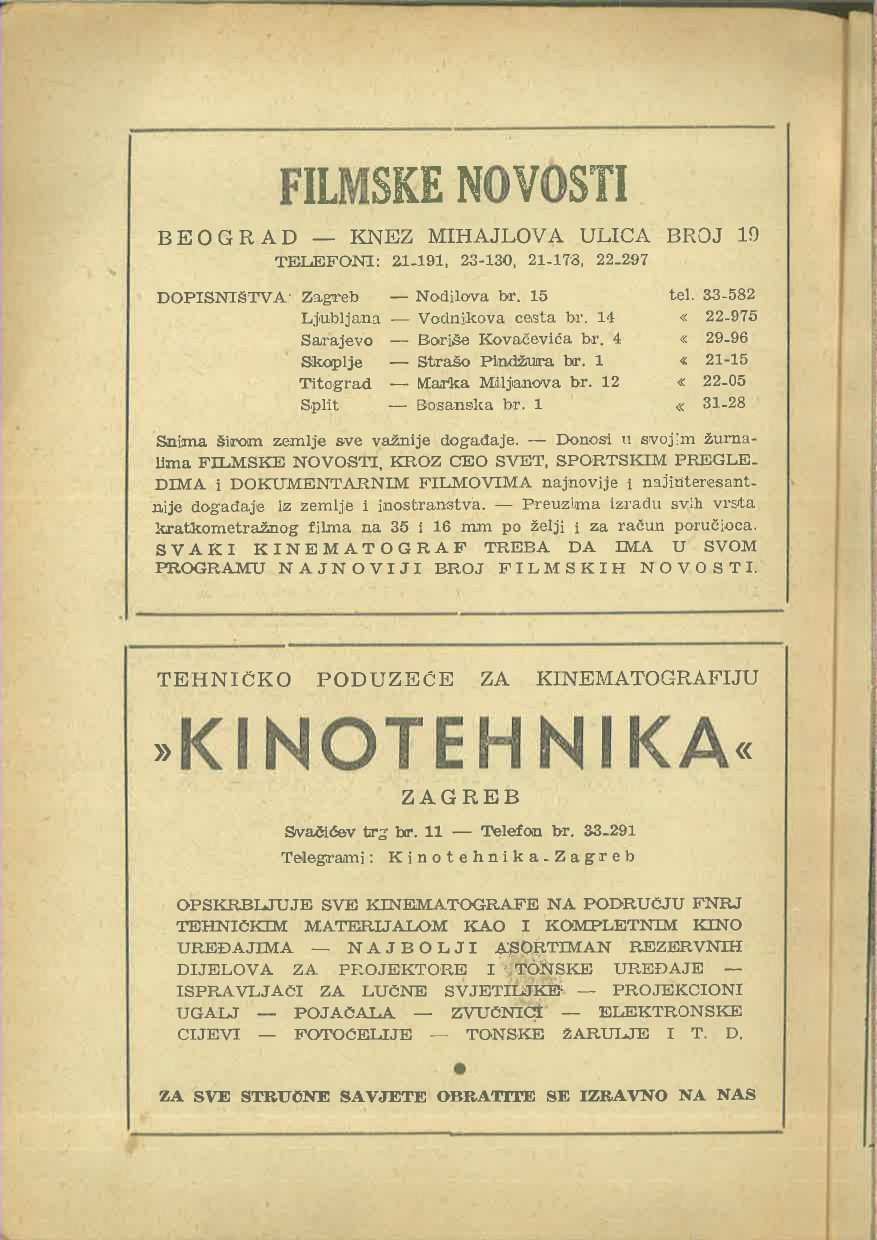 FILMSKE NOVOSTI
BEOGRAD — KNEZ MIHAJLOVA ULICA BROJ 19
TELEFONI: 21-191, 23-130, 21-173, 22-297
DOPISNIŠTVA: Zagreb — Nodilova br. 15 tel. 33-582
Ljubljana — Vodnikova cesta br. 14 « 22-975
Sarajevo — Boriše Kovačevića br. 4 « 29-96
Skoplje — Strašo Pindžura br. 1 « 21-15
Titograd — Marka Miljanova br. 12 « 22-05
Split — Bosanska br. 1 « 31-28
Snima širom zemlje sve važnije događaje. — Donosi u svojim žurna-
lima FILMSKE NOVOSTI, KROZ CEO SVET, SPORTSKIM PREGLE-
DIMA i DOKUMENTARNIM FILMOVIMA najnovije i najinteresant-
nije događaje iz zemlje i inostranstva. — Preuzima izradu svih vrsta
kratkometražnog filma na 35 i 16 mm po želji i za račun poručioca.
SVAKI KINEMATOGRAF TREBA DA IMA U SVOM
PROGRAMU NAJNOVIJI BROJ FILMSKIH NOVOSTI.
TEHNIČKO PODUZEĆE ZA KINEMATOGRAFIJU
»KINOTEHNIKA«
ZAGREB
Svačićev trg br. 11 — Telefon br. 33-291
Telegrami: Kinotehnika-Zagreb
OPSKRBLJUJE SVE KINEMATOGRAFE NA PODRUČJU FNRJ
TEHNIČKIM MATERIJALOM KAO I KOMPLETNIM KINO
UREĐAJIMA — NAJBOLJI ASORTIMAN REZERVNIH
DIJELOVA ZA PROJEKTORE I TONSKE UREĐAJE —
ISPRAVLJAČI ZA LUČNE SVJETILJKE — PROJEKCIONI
UGALJ — POJAČALA — ZVUČNICI — ELEKTRONSKE
CIJEVI — FOTOĆELIJE — TONSKE ŽARULJE I T. D.
ZA SVE STRUČNE SAVJETE OBRATITE SE IZRAVNO NA NAS